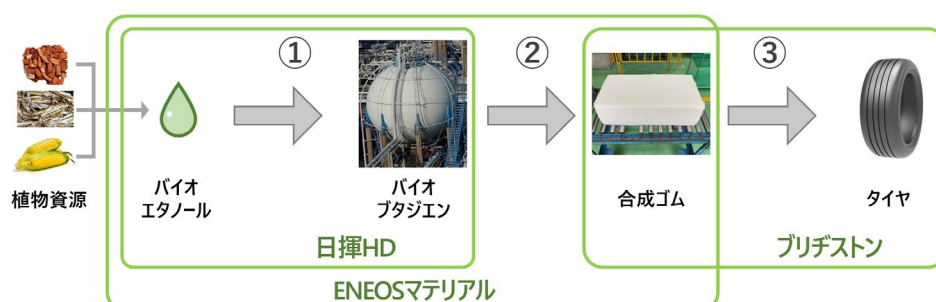 ①
②
③
植物資源
バイオ
エタノール
バイオ
ブタジエン
合成ゴム
タイヤ
日揮HD
ブリヂストン
ENEOSマテリアル